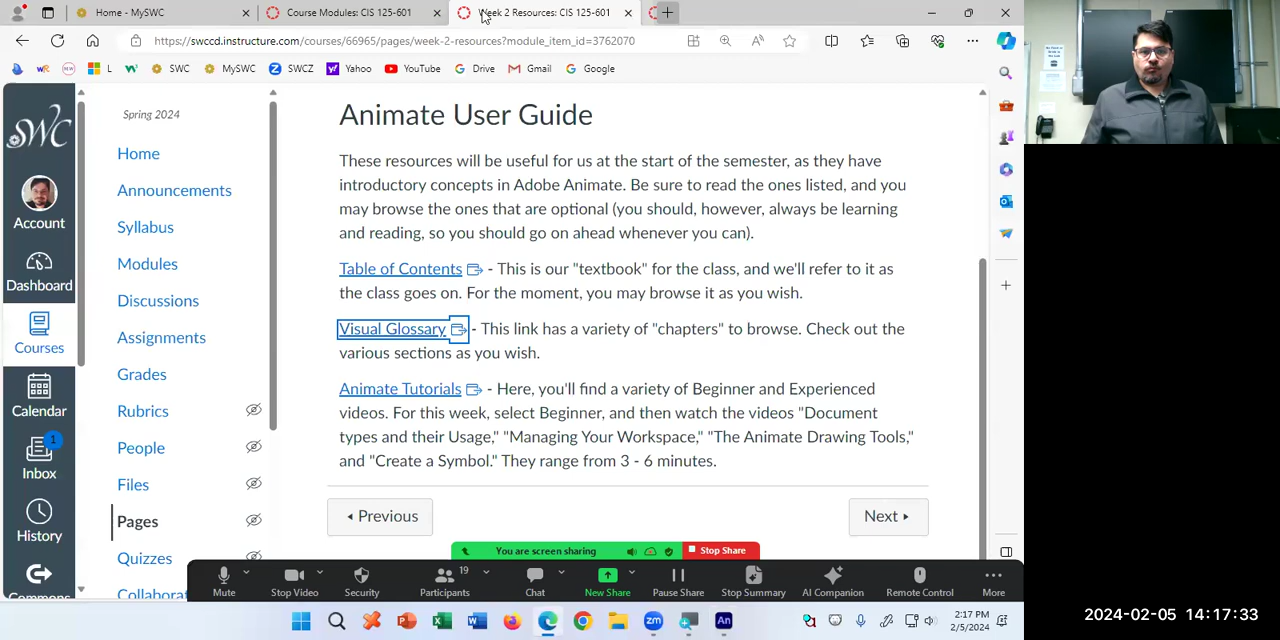 Home - MySWC
Course Modules: CIS 125-601
Week 2 Resources: CIS 125-601
https://swccd.instructure.com/courses/66965/pages/week-2-resources?module_item_id=3762070
L
SWC
MySWC
SWCZ
Yahoo
YouTube
Drive
Gmail
Google
SWC
Account
Dashboard
Courses
Calendar
1
Inbox
History
Commons
Spring 2024
Home
Announcements
Syllabus
Modules
Discussions
Assignments
Grades
Rubrics
People
Files
Pages
Quizzes
Collabora
Animate User Guide
These resources will be useful for us at the start of the semester, as they have
introductory concepts in Adobe Animate. Be sure to read the ones listed, and you
may browse the ones that are optional (you should, however, always be learning
and reading, so you should go on ahead whenever you can).
Table of Contents - This is our "textbook" for the class, and we'll refer to it as
the class goes on. For the moment, you may browse it as you wish.
Visual Glossary - This link has a variety of "chapters" to browse. Check out the
various sections as you wish.
Animate Tutorials - Here, you'll find a variety of Beginner and Experienced
videos. For this week, select Beginner, and then watch the videos "Document
types and their Usage," "Managing Your Workspace," "The Animate Drawing Tools,"
and "Create a Symbol." They range from 3 - 6 minutes.
Previous
Next
You are screen sharing
Stop Share
Mute
Stop Video
Security
19
Participants
Chat
New Share
Pause Share
Stop Summary
AI Companion
Remote Control
More
2:17 PM
2/5/2024
2024-02-05 14:17:33